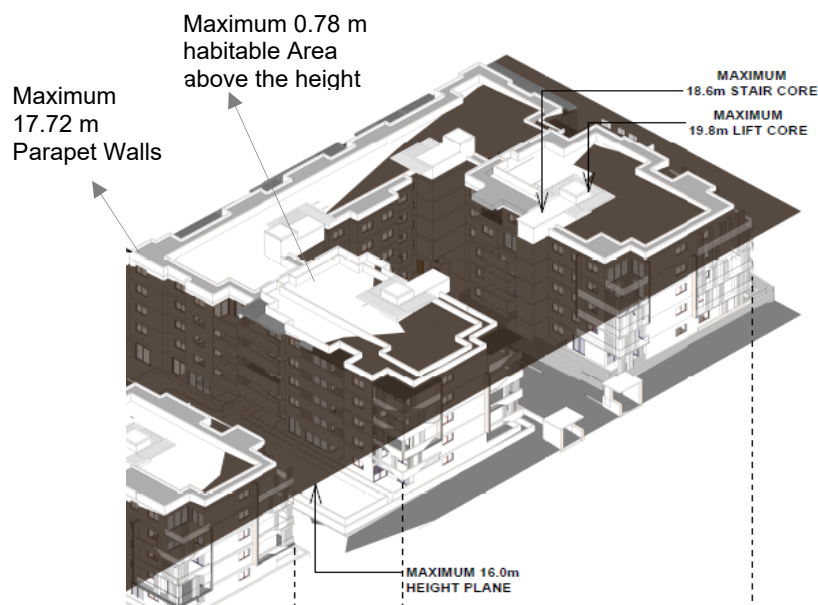 Maximum 0.78 m
habitable Area
above the height
Maximum
17.72 m
Parapet Walls
MAXIMUM
18.6m STAIR CORE
MAXIMUM
19.8m LIFT CORE
MAXIMUM 16.0m
HEIGHT PLANE